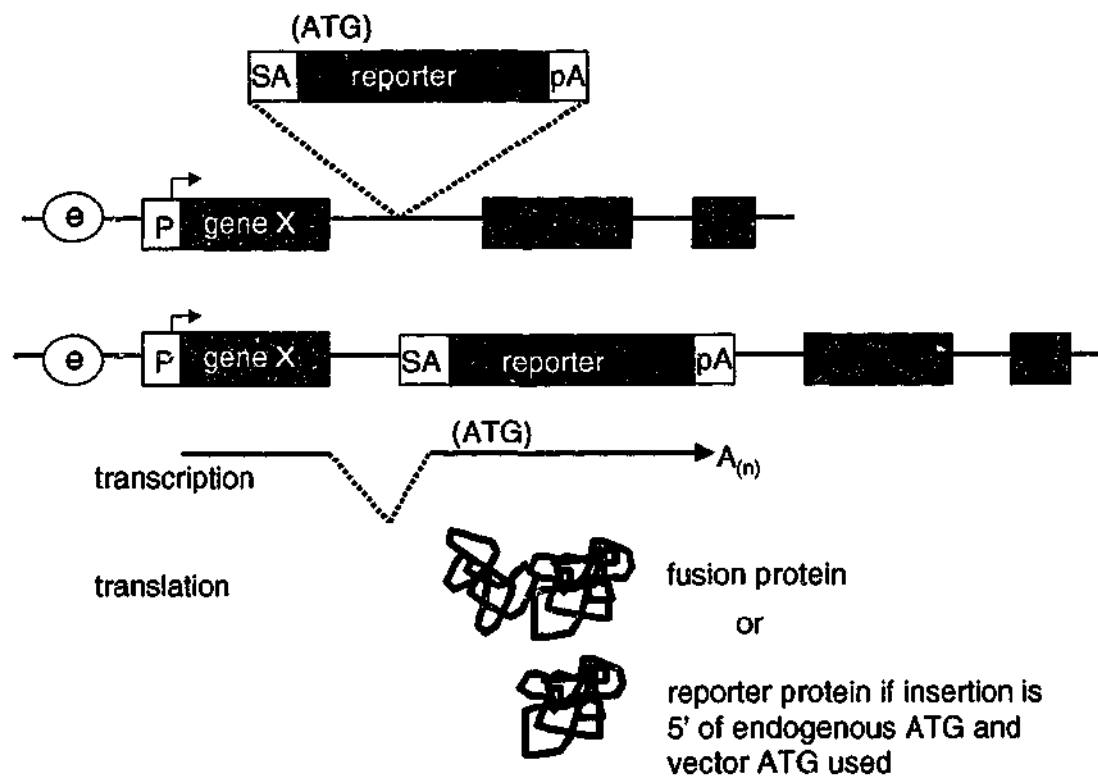 (ATG)
SA reporter pA
e P gene X
e P gene X SA reporter pA
(ATG)
transcription A(n)
translation fusion protein
or
reporter protein if insertion is
5' of endogenous ATG and
vector ATG used